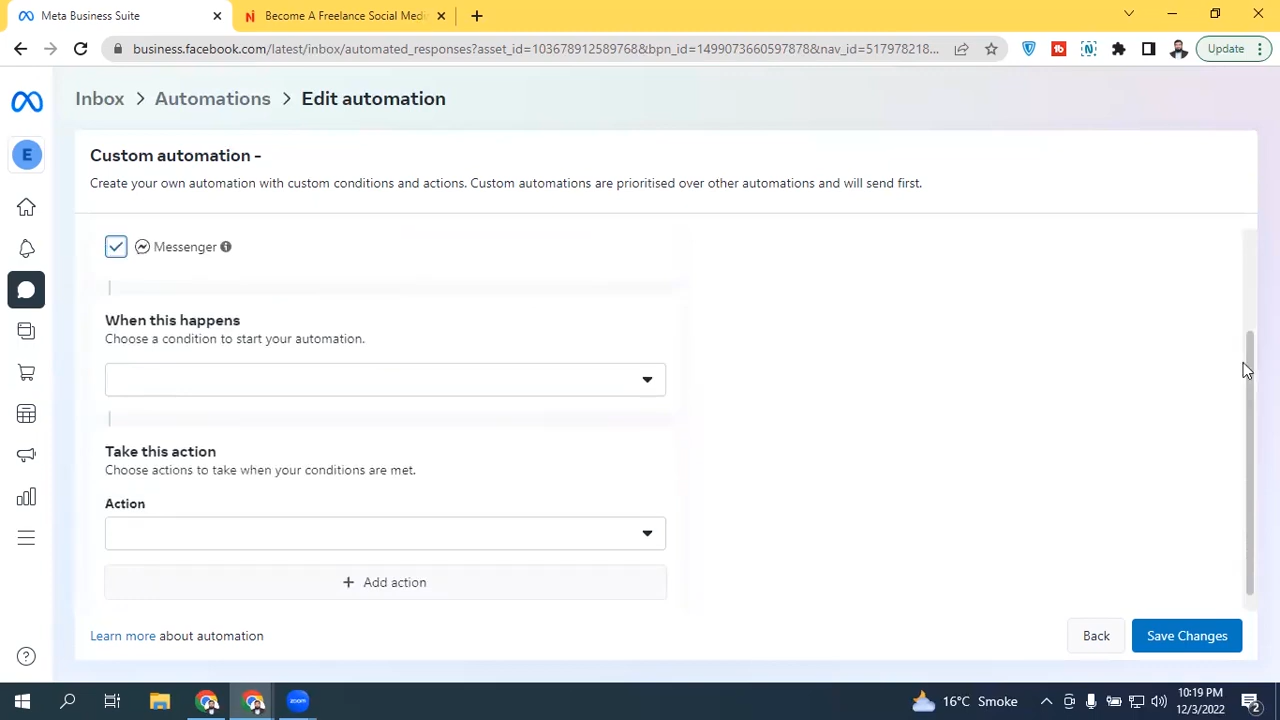 Meta Business Suite
Become A Freelance Social Medi
business.facebook.com/latest/inbox/automated_responses?asset_id=103678912589768&bpn_id=1499073660597878&nav_id=517978218...
Update
Inbox > Automations > Edit automation
E
Custom automation -
Create your own automation with custom conditions and actions. Custom automations are prioritised over other automations and will send first.
Messenger
When this happens
Choose a condition to start your automation.
Take this action
Choose actions to take when your conditions are met.
Action
+ Add action
Learn more about automation
Back
Save Changes
zoom
16°C Smoke
10:19 PM
12/3/2022
2